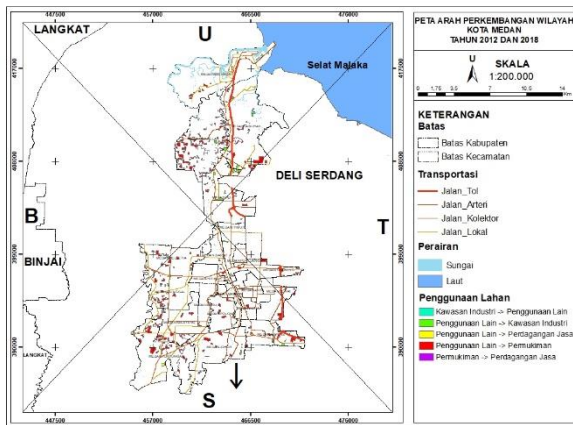 PETA ARAH PERKEMBANGAN WILAYAH
KOTA MEDAN
TAHUN 2012 DAN 2018
U
SKALA
1:200.000
KETERANGAN
Batas
Batas Kabupaten
Batas Kecamatan
Transportasi
Jalan_Tol
Jalan_Arteri
Jalan_Kolektor
Jalan_Lokal
Perairan
Sungai
Laut
Penggunaan Lahan
Kawasan Industri -> Penggunaan Lain
Penggunaan Lain -> Kawasan Industri
Penggunaan Lain -> Perdagangan Jasa
Penggunaan Lain -> Permukiman
Permukiman -> Perdagangan Jasa
LANGKAT
U
Selat Malaka
DELI SERDANG
B
T
BINJAI
LANGKAT
S
447500
457000
466500
476000
447500
457000
466500
476000